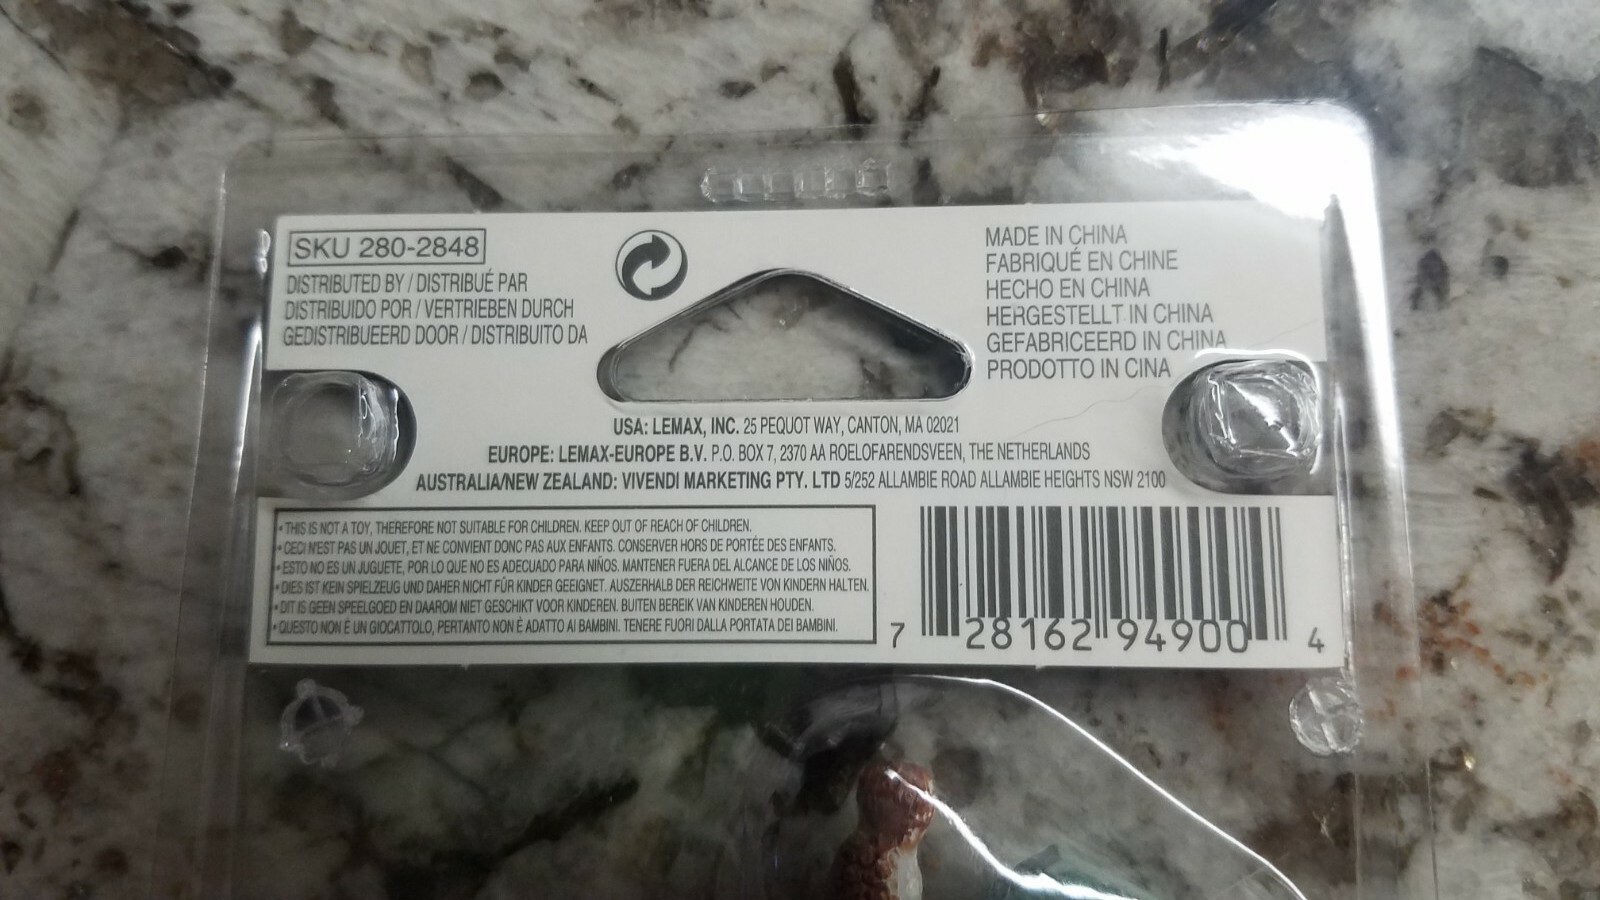 SKU 280-2848
DISTRIBUTED BY / DISTRIBUÉ PAR
DISTRIBUIDO POR / VERTRIEBEN DURCH
GEDISTRIBUEERD DOOR / DISTRIBUITO DA
MADE IN CHINA
FABRIQUÉ EN CHINE
HECHO EN CHINA
HERGESTELLT IN CHINA
GEFABRICEERD IN CHINA
PRODOTTO IN CINA
USA: LEMAX, INC. 25 PEQUOT WAY, CANTON, MA 02021
EUROPE: LEMAX-EUROPE B.V. P.O. BOX 7, 2370 AA ROELOFARENDSVEEN, THE NETHERLANDS
AUSTRALIA/NEW ZEALAND: VIVENDI MARKETING PTY. LTD 5/252 ALLAMBIE ROAD ALLAMBIE HEIGHTS NSW 2100
• THIS IS NOT A TOY, THEREFORE NOT SUITABLE FOR CHILDREN. KEEP OUT OF REACH OF CHILDREN.
• CECI N'EST PAS UN JOUET, ET NE CONVIENT DONC PAS AUX ENFANTS. CONSERVER HORS DE PORTÉE DES ENFANTS.
• ESTO NO ES UN JUGUETE, POR LO QUE NO ES ADECUADO PARA NIÑOS. MANTENER FUERA DEL ALCANCE DE LOS NIÑOS.
• DIES IST KEIN SPIELZEUG UND DAHER NICHT FÜR KINDER GEEIGNET. AUSZERHALB DER REICHWEITE VON KINDERN HALTEN.
• DIT IS GEEN SPEELGOED EN DAAROM NIET GESCHIKT VOOR KINDEREN. BUITEN BEREIK VAN KINDEREN HOUDEN.
• QUESTO NON È UN GIOCATTOLO, PERTANTO NON È ADATTO AI BAMBINI. TENERE FUORI DALLA PORTATA DEI BAMBINI.
7 28162 94900 4